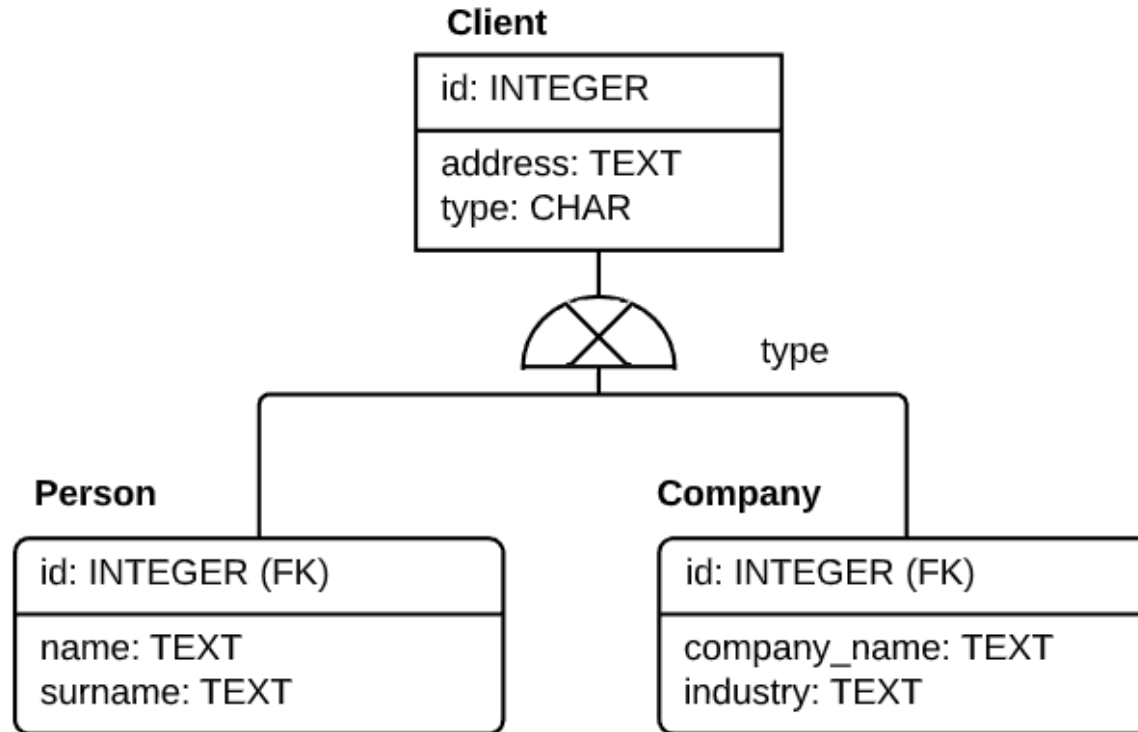 Client
id: INTEGER
address: TEXT
type: CHAR
type
Person
id: INTEGER (FK)
name: TEXT
surname: TEXT
Company
id: INTEGER (FK)
company_name: TEXT
industry: TEXT